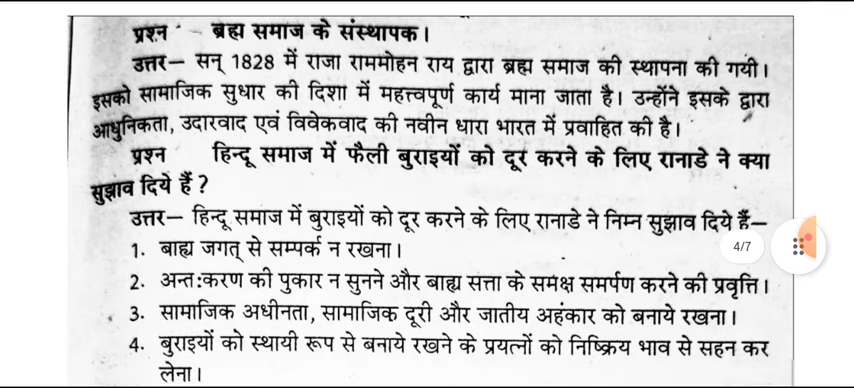 प्रश्न ब्रह्म समाज के संस्थापक।
उत्तर— सन् 1828 में राजा राममोहन राय द्वारा ब्रह्म समाज की स्थापना की गयी।
इसको सामाजिक सुधार की दिशा में महत्त्वपूर्ण कार्य माना जाता है। उन्होंने इसके द्वारा
आधुनिकता, उदारवाद एवं विवेकवाद की नवीन धारा भारत में प्रवाहित की है।
प्रश्न हिन्दू समाज में फैली बुराइयों को दूर करने के लिए रानाडे ने क्या
सुझाव दिये हैं?
उत्तर— हिन्दू समाज में बुराइयों को दूर करने के लिए रानाडे ने निम्न सुझाव दिये हैं—
1. बाह्य जगत् से सम्पर्क न रखना।
4/7
2. अन्तःकरण की पुकार न सुनने और बाह्य सत्ता के समक्ष समर्पण करने की प्रवृत्ति।
3. सामाजिक अधीनता, सामाजिक दूरी और जातीय अहंकार को बनाये रखना।
4. बुराइयों को स्थायी रूप से बनाये रखने के प्रयत्नों को निष्क्रिय भाव से सहन कर
लेना।